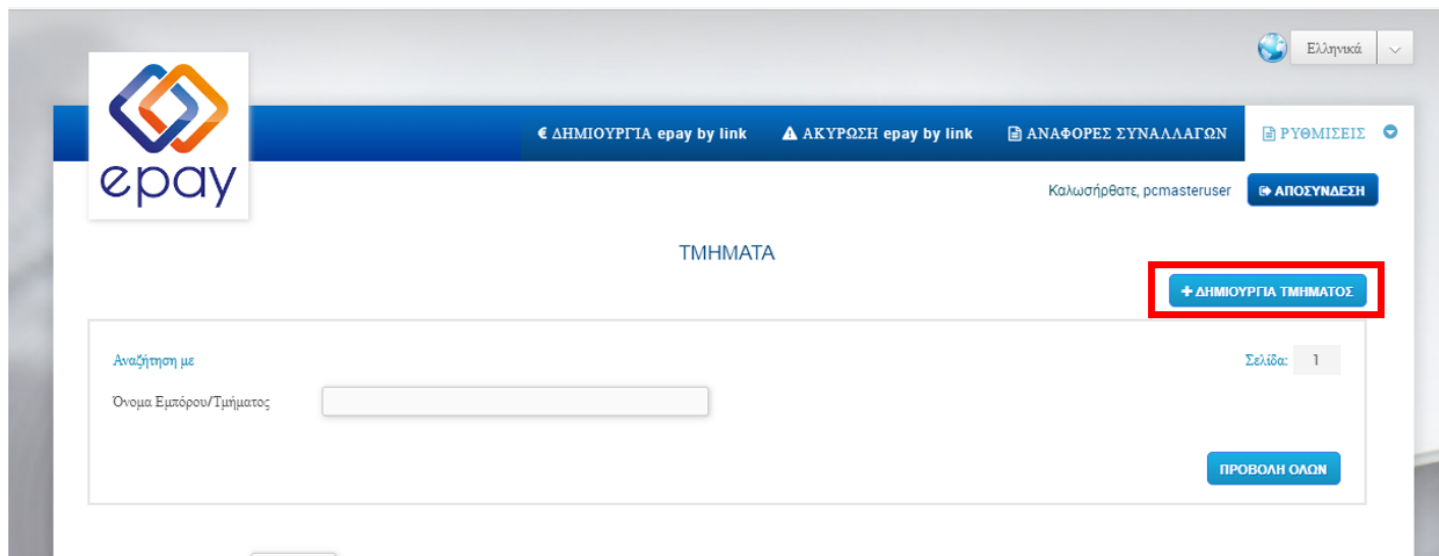 Ελληνικά
epay
€ ΔΗΜΙΟΥΡΓΙΑ epay by link ΑΚΥΡΩΣΗ epay by link ΑΝΑΦΟΡΕΣ ΣΥΝΑΛΛΑΓΩΝ ΡΥΘΜΙΣΕΙΣ
Καλωσήρθατε, pcmasteruser ΑΠΟΣΥΝΔΕΣΗ
ΤΜΗΜΑΤΑ
+ ΔΗΜΙΟΥΡΓΙΑ ΤΜΗΜΑΤΟΣ
Αναζήτηση με Σελίδα: 1
Όνομα Εμπόρου/Τμήματος
ΠΡΟΒΟΛΗ ΟΛΩΝ